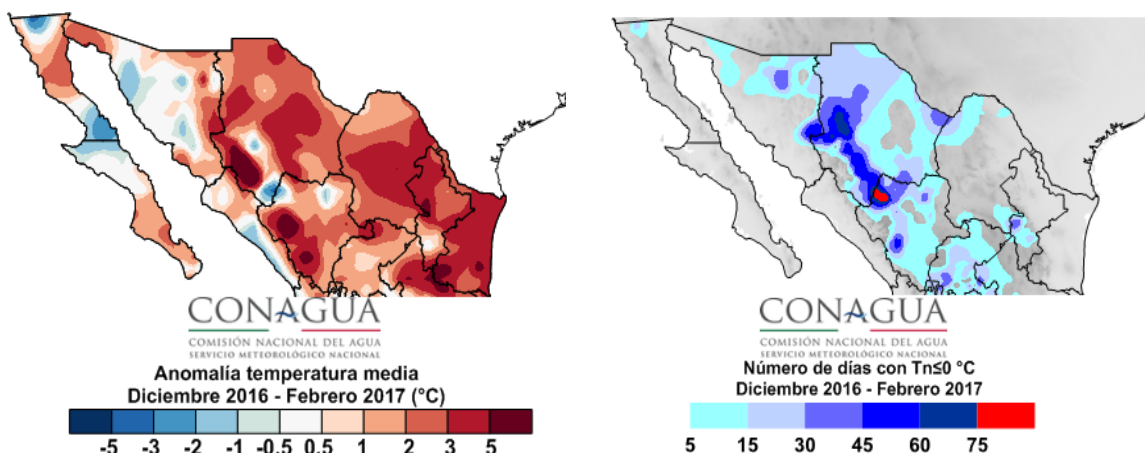 CONAGUA
COMISIÓN NACIONAL DEL AGUA
SERVICIO METEOROLÓGICO NACIONAL
Anomalía temperatura media
Diciembre 2016 - Febrero 2017 (°C)
-5 -3 -2 -1 -0.5 0.5 1 2 3 5
CONAGUA
COMISIÓN NACIONAL DEL AGUA
SERVICIO METEOROLÓGICO NACIONAL
Número de días con Tn≤0 °C
Diciembre 2016 - Febrero 2017
5 15 30 45 60 75